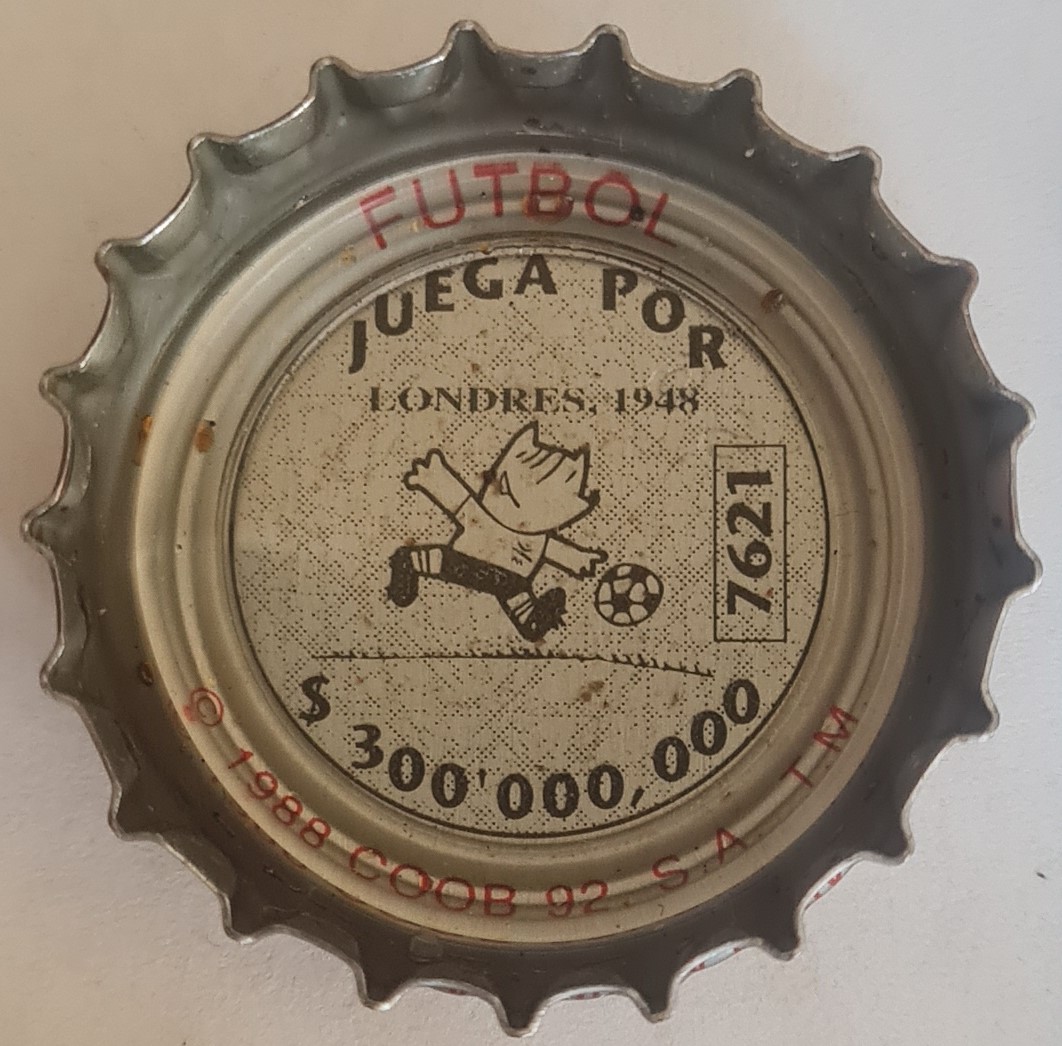 FUTBOL
JUEGA POR
LONDRES, 1948
7621
$ 300'000,000
© 1988 COOB 92. S.A. TM